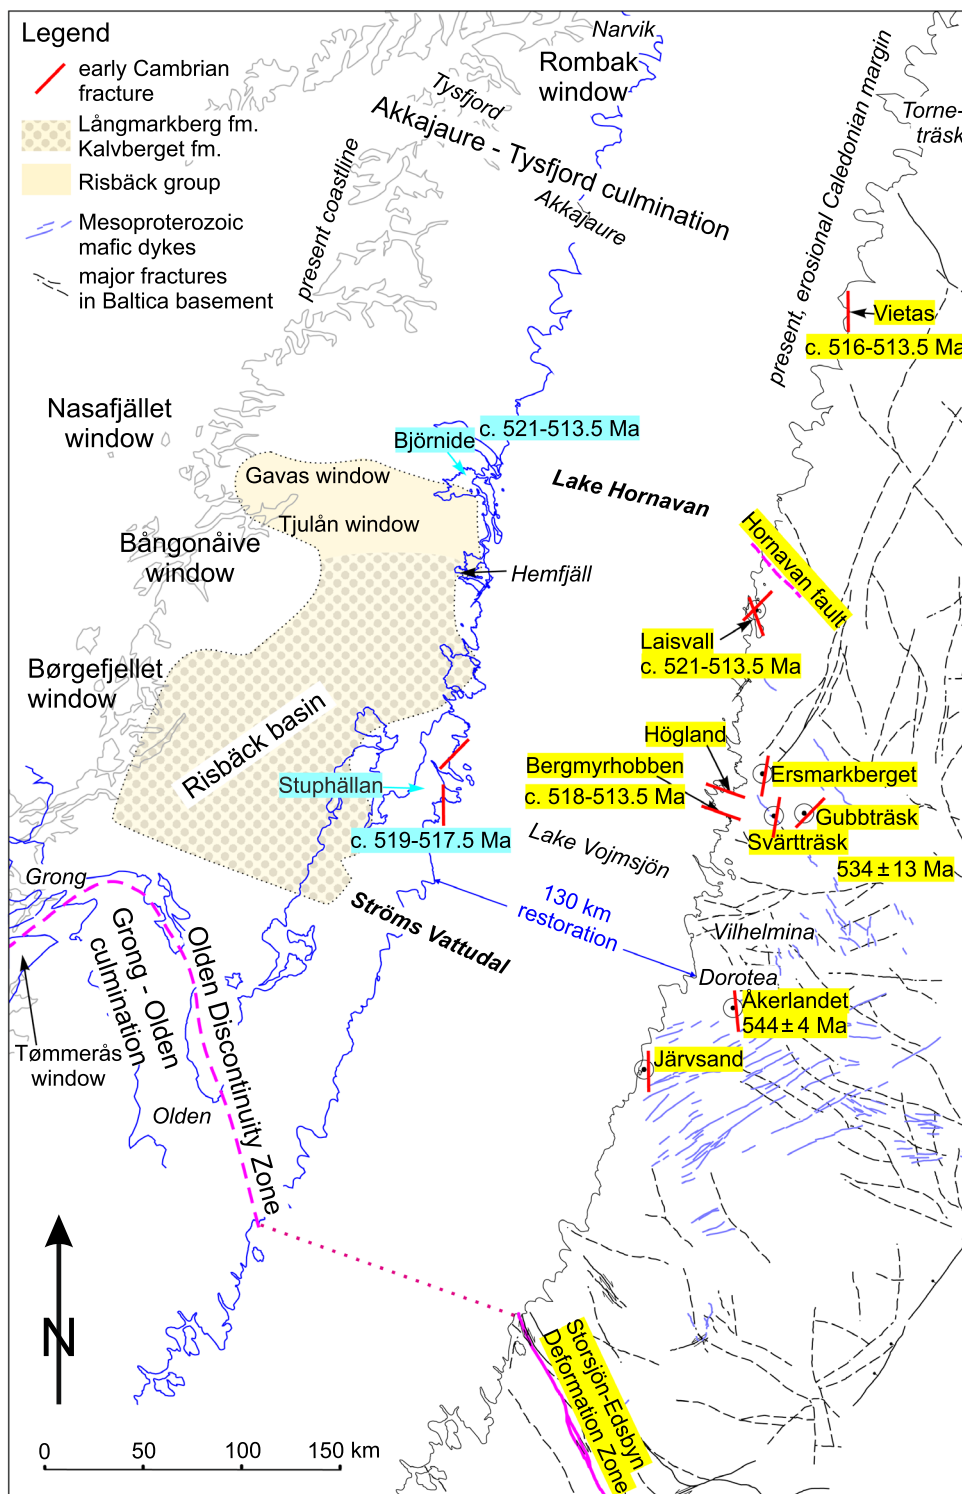 Legend
early Cambrian
fracture
Långmarkberg fm.
Kalvberget fm.
Risbäck group
Mesoproterozoic
mafic dykes
major fractures
in Baltica basement
Narvik
Rombak
window
Tysfjord
Akkajaure - Tysfjord culmination
Akkajaure
present coastline
present, erosional Caledonian margin
Torne-
träsk
Vietas
c. 516-513.5 Ma
Nasafjället
window
Björnide
c. 521-513.5 Ma
Gavas window
Lake Hornavan
Tjulån window
Bångonåive
window
Hemfjäll
Hornavan fault
Laisvall
c. 521-513.5 Ma
Børgefjellet
window
Risbäck basin
Högland
Bergmyrhobben
c. 518-513.5 Ma
Ersmarkberget
Stuphällan
Gubbträsk
Svärtträsk
c. 519-517.5 Ma
Lake Vojmsjön
534 ± 13 Ma
Grong
130 km
restoration
Ströms Vattudal
Vilhelmina
Grong - Olden
culmination
Olden Discontinuity Zone
Dorotea
Åkerlandet
544 ± 4 Ma
Tømmerås
window
Järvsand
Olden
N
Storsjön-Edsbyn
Deformation Zone
0 50 100 150 km